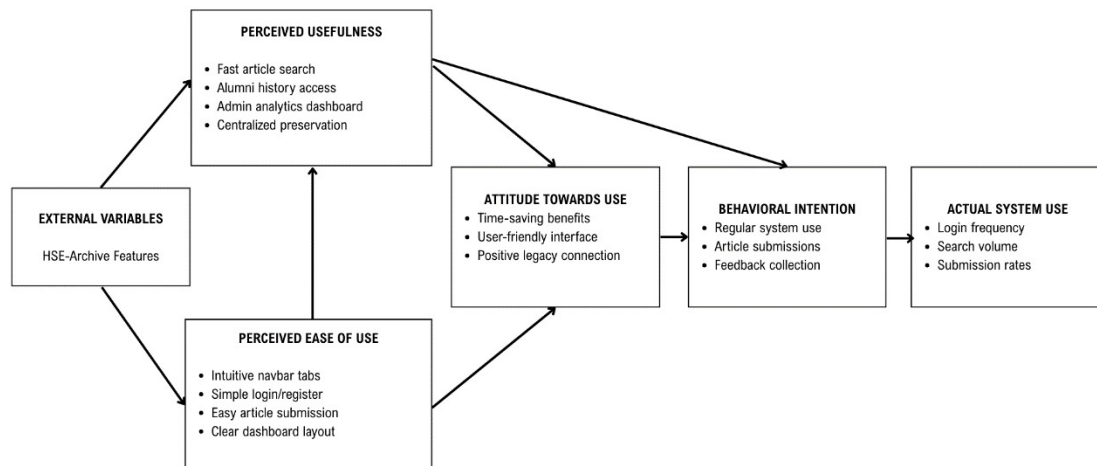 PERCEIVED USEFULNESS
• Fast article search
• Alumni history access
• Admin analytics dashboard
• Centralized preservation
EXTERNAL VARIABLES
HSE-Archive Features
PERCEIVED EASE OF USE
• Intuitive navbar tabs
• Simple login/register
• Easy article submission
• Clear dashboard layout
ATTITUDE TOWARDS USE
• Time-saving benefits
• User-friendly interface
• Positive legacy connection
BEHAVIORAL INTENTION
• Regular system use
• Article submissions
• Feedback collection
ACTUAL SYSTEM USE
• Login frequency
• Search volume
• Submission rates